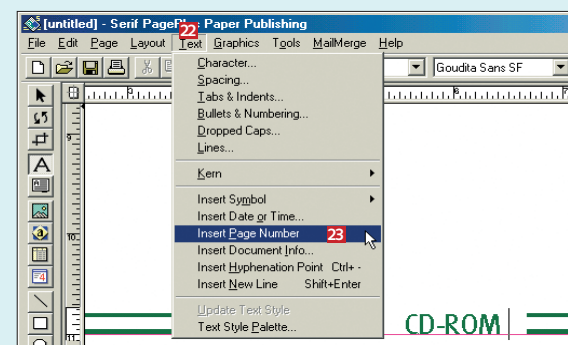 [untitled] - Serif PagePlus Paper Publishing
22
File Edit Page Layout Text Graphics Tools MailMerge Help
Goudita Sans SF
Character...
Spacing...
Tabs & Indents...
Bullets & Numbering...
Dropped Caps...
Lines...
Kern
Insert Symbol
Insert Date or Time...
Insert Page Number 23
Insert Document Info...
Insert Hyphenation Point Ctrl+ -
Insert New Line Shift+Enter
Update Text Style
Text Style Palette...
9
10
11
CD-ROM